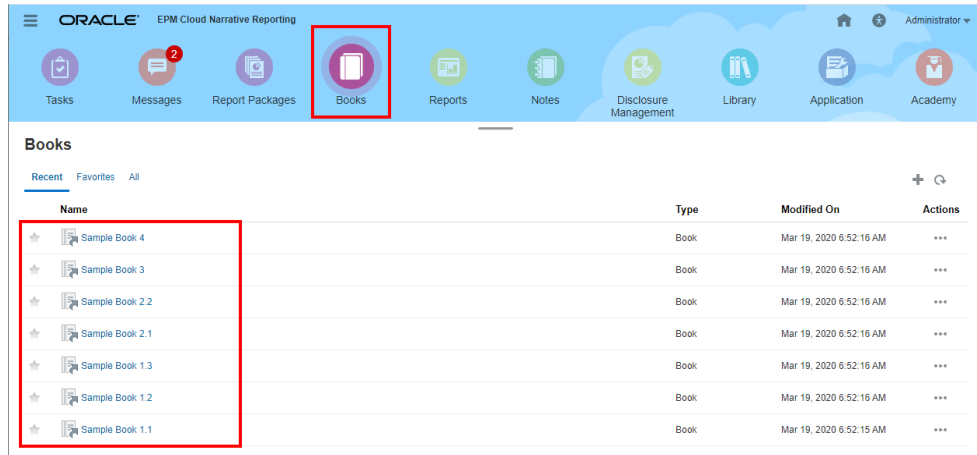 ORACLE EPM Cloud Narrative Reporting Administrator
2
Tasks Messages Report Packages Books Reports Notes Disclosure Management Library Application Academy
Books
Recent Favorites All
Name Type Modified On Actions
Sample Book 4 Book Mar 19, 2020 6:52:16 AM
Sample Book 3 Book Mar 19, 2020 6:52:16 AM
Sample Book 2.2 Book Mar 19, 2020 6:52:16 AM
Sample Book 2.1 Book Mar 19, 2020 6:52:16 AM
Sample Book 1.3 Book Mar 19, 2020 6:52:16 AM
Sample Book 1.2 Book Mar 19, 2020 6:52:16 AM
Sample Book 1.1 Book Mar 19, 2020 6:52:15 AM